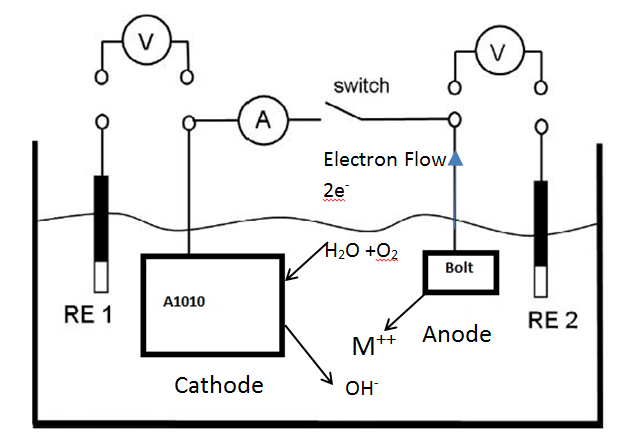 V
V
switch
A
Electron Flow
2e⁻
H₂O +O₂
Bolt
A1010
RE 1
RE 2
M⁺⁺
Anode
Cathode
OH⁻